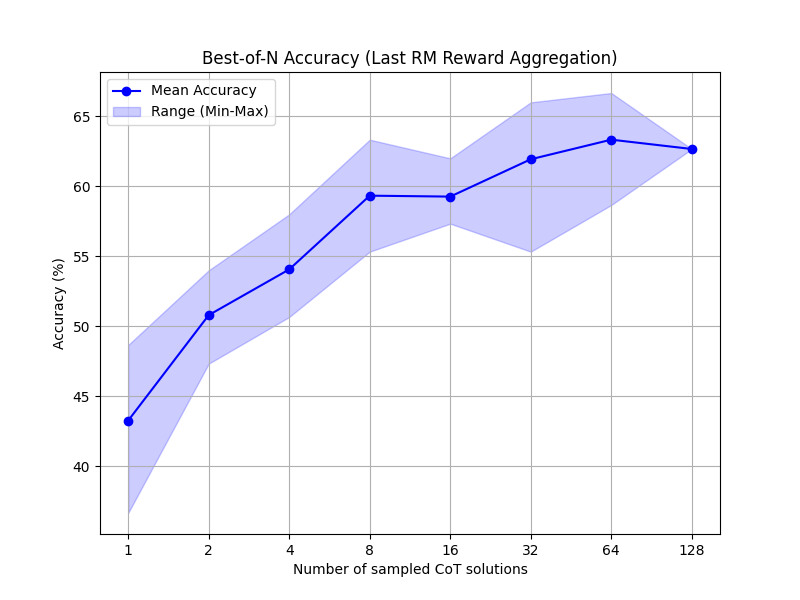 Best-of-N Accuracy (Last RM Reward Aggregation)
Mean Accuracy
Range (Min-Max)
Accuracy (%)
65
60
55
50
45
40
1 2 4 8 16 32 64 128
Number of sampled CoT solutions